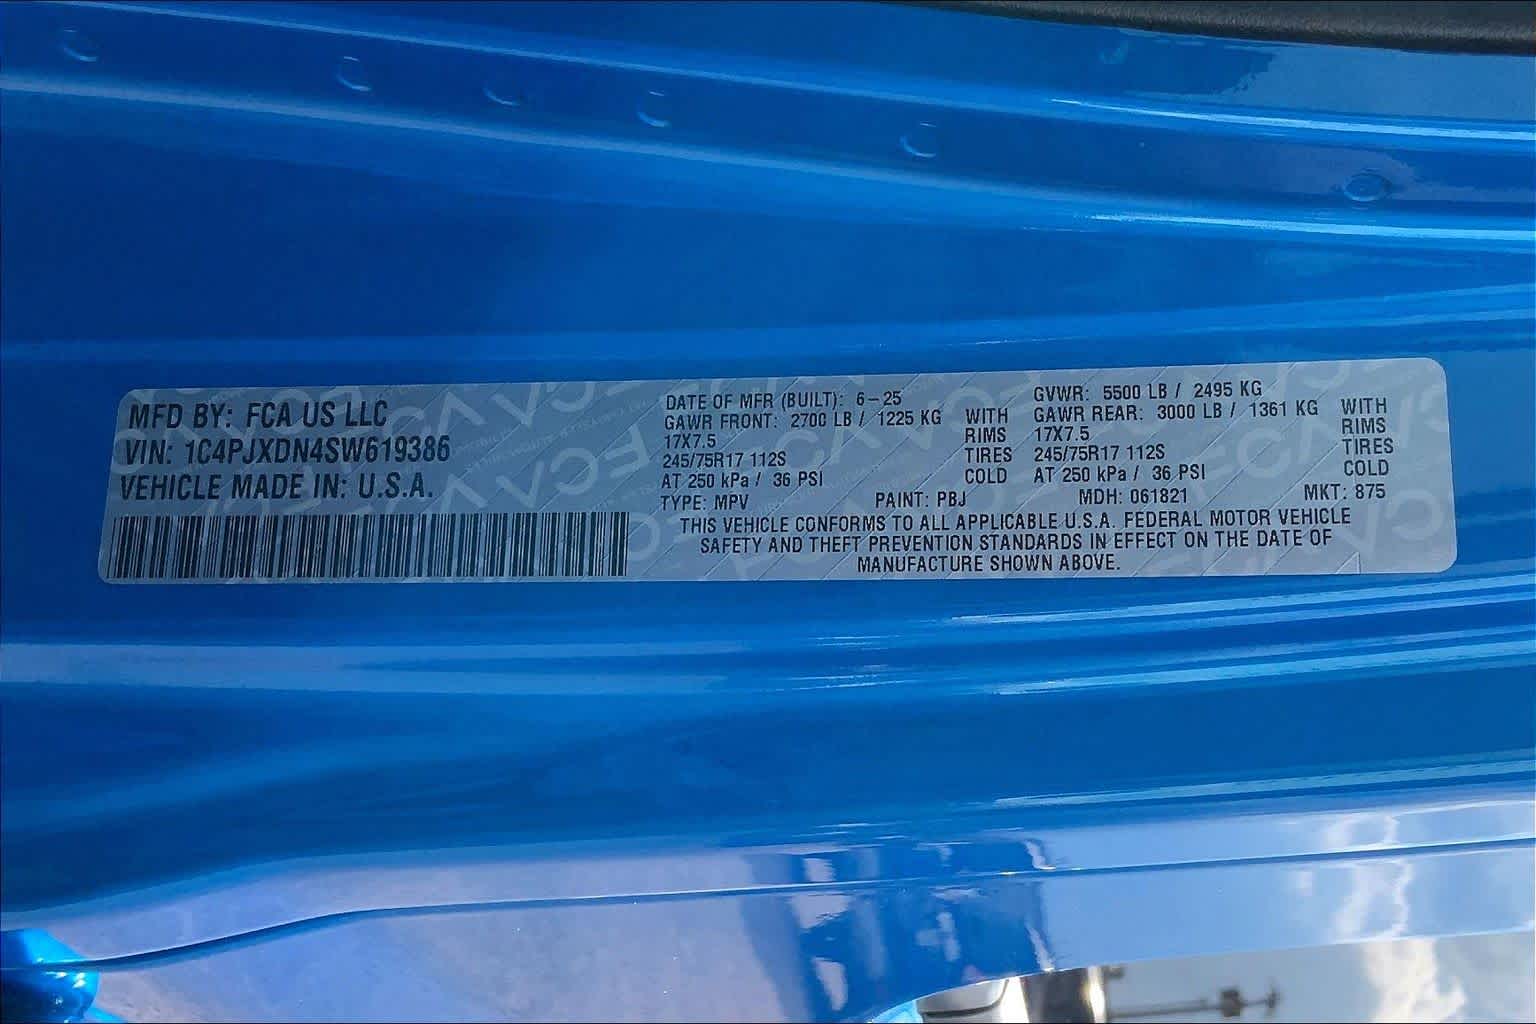 MFD BY: FCA US LLC
VIN: 1C4PJXDN4SW619386
VEHICLE MADE IN: U.S.A.
DATE OF MFR (BUILT): 6-25
GAWR FRONT: 2700 LB / 1225 KG WITH
17X7.5 RIMS
245/75R17 112S TIRES
AT 250 kPa / 36 PSI COLD
GVWR: 5500 LB / 2495 KG
GAWR REAR: 3000 LB / 1361 KG WITH
17X7.5 RIMS
245/75R17 112S TIRES
AT 250 kPa / 36 PSI COLD
TYPE: MPV PAINT: PBJ MDH: 061821 MKT: 875
THIS VEHICLE CONFORMS TO ALL APPLICABLE U.S.A. FEDERAL MOTOR VEHICLE
SAFETY AND THEFT PREVENTION STANDARDS IN EFFECT ON THE DATE OF
MANUFACTURE SHOWN ABOVE.